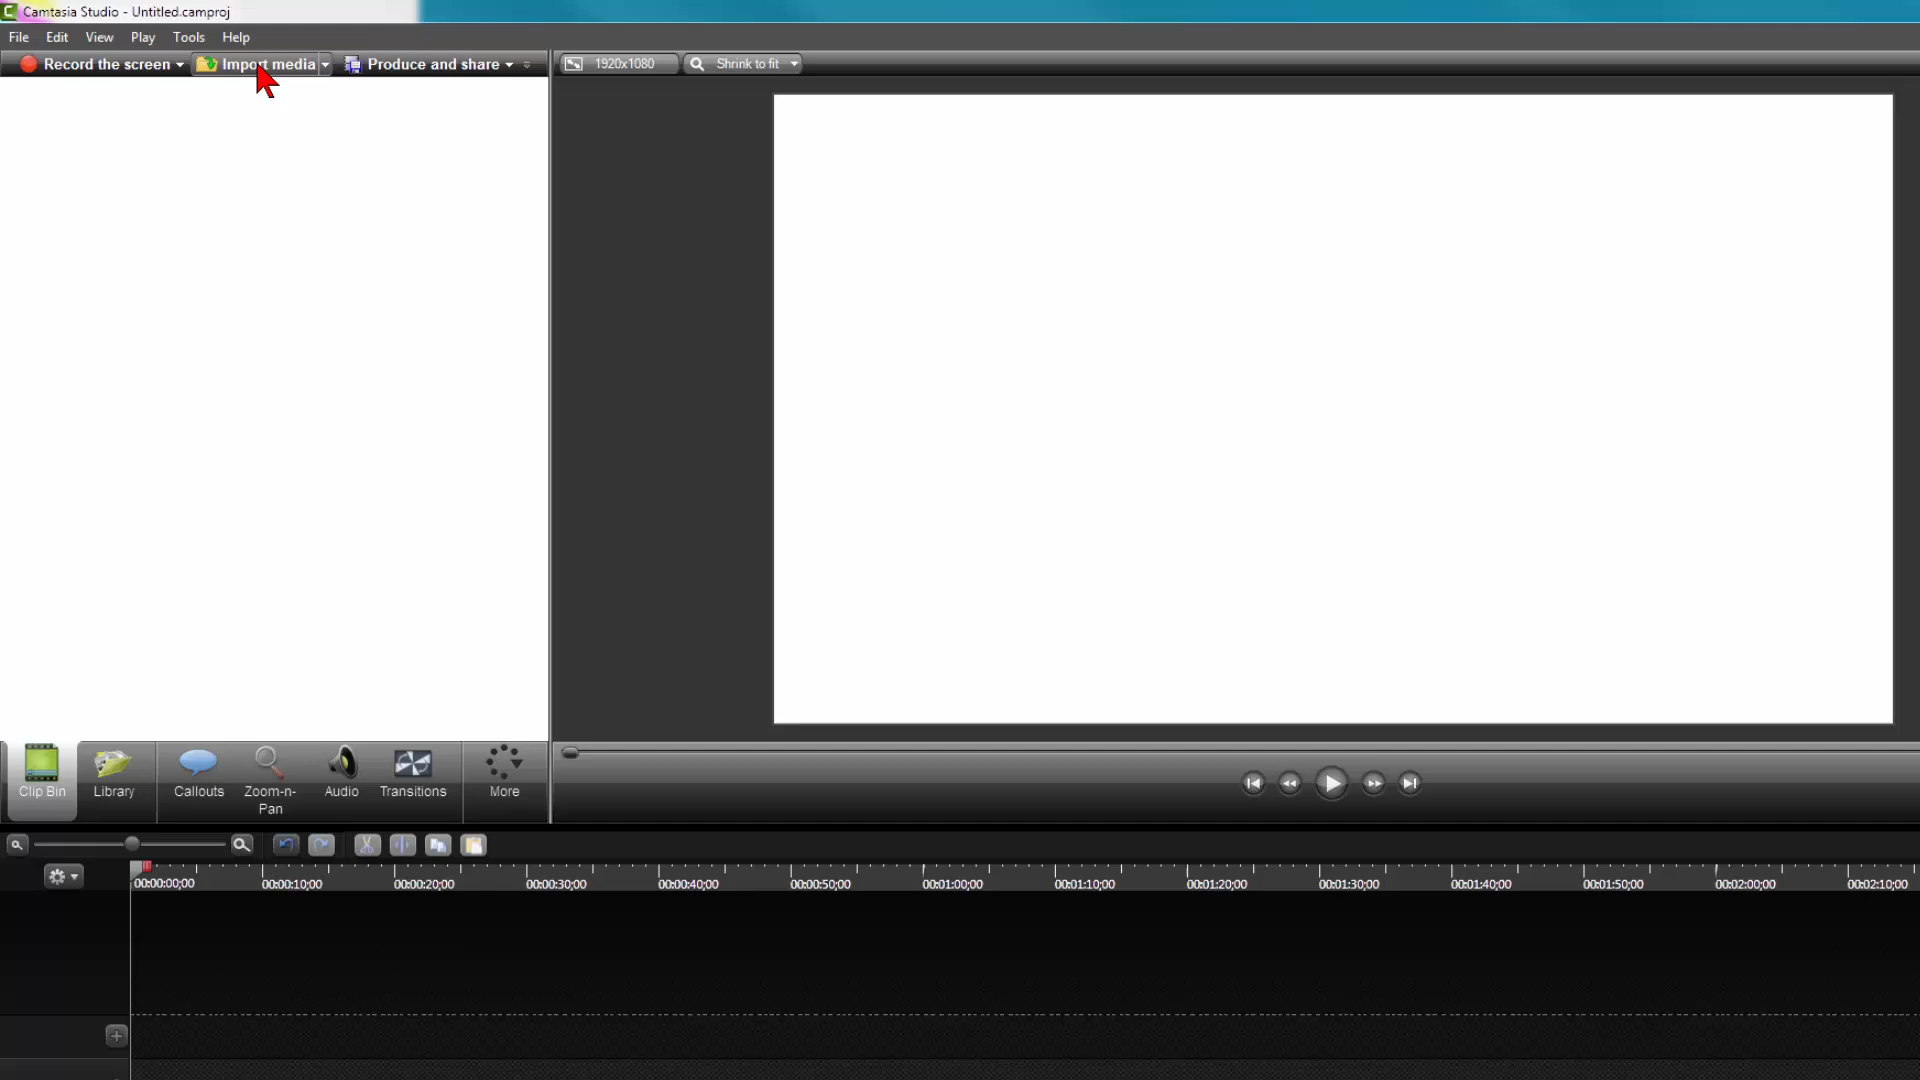 Camtasia Studio - Untitled.camproj
File Edit View Play Tools Help
Record the screen Import media Produce and share 1920x1080 Shrink to fit
Clip Bin Library Callouts Zoom-n-Pan Audio Transitions More
00:00:00;00 00:00:10;00 00:00:20;00 00:00:30;00 00:00:40;00 00:00:50;00 00:01:00;00 00:01:10;00 00:01:20;00 00:01:30;00 00:01:40;00 00:01:50;00 00:02:00;00 00:02:10;00